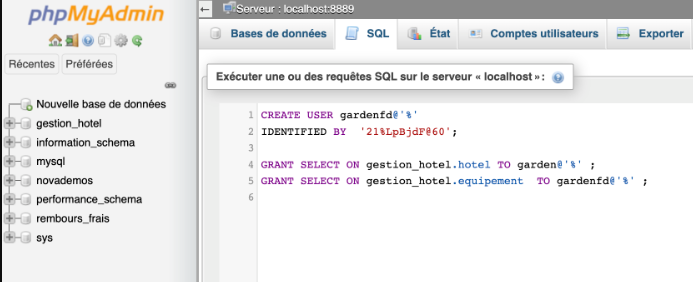 phpMyAdmin
Récentes Préférées
Nouvelle base de données
gestion_hotel
information_schema
mysql
novademos
performance_schema
rembours_frais
sys
Serveur : localhost:8889
Bases de données SQL État Comptes utilisateurs Exporter
Exécuter une ou des requêtes SQL sur le serveur « localhost » :
1 CREATE USER gardenfd@'%'
2 IDENTIFIED BY '21%LpBjdF@60';
3
4 GRANT SELECT ON gestion_hotel.hotel TO garden@'%' ;
5 GRANT SELECT ON gestion_hotel.equipement TO gardenfd@'%' ;
6